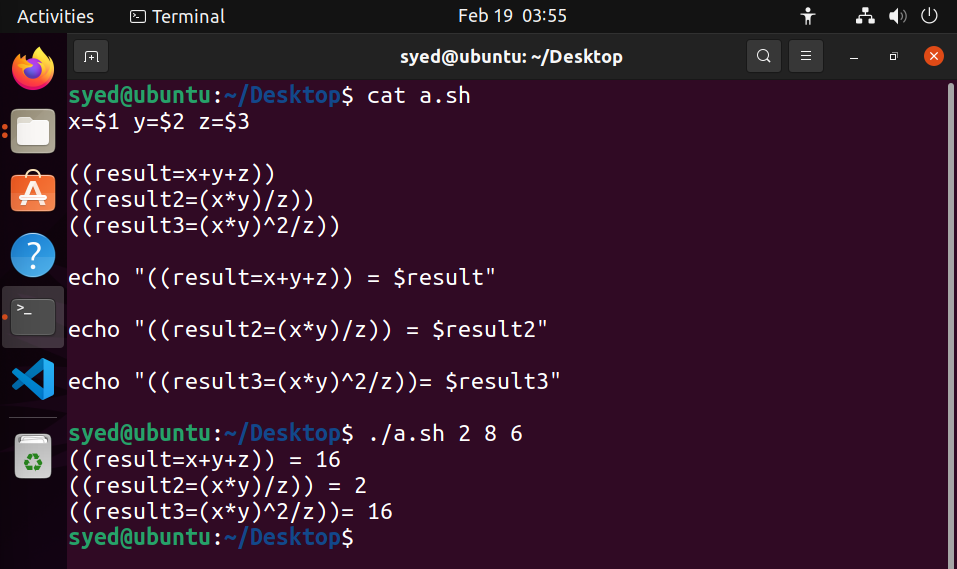 Activities Terminal Feb 19 03:55
syed@ubuntu: ~/Desktop
syed@ubuntu:~/Desktop$ cat a.sh
x=$1 y=$2 z=$3
((result=x+y+z))
((result2=(x*y)/z))
((result3=(x*y)^2/z))
echo "((result=x+y+z)) = $result"
echo "((result2=(x*y)/z)) = $result2"
echo "((result3=(x*y)^2/z))= $result3"
syed@ubuntu:~/Desktop$ ./a.sh 2 8 6
((result=x+y+z)) = 16
((result2=(x*y)/z)) = 2
((result3=(x*y)^2/z))= 16
syed@ubuntu:~/Desktop$